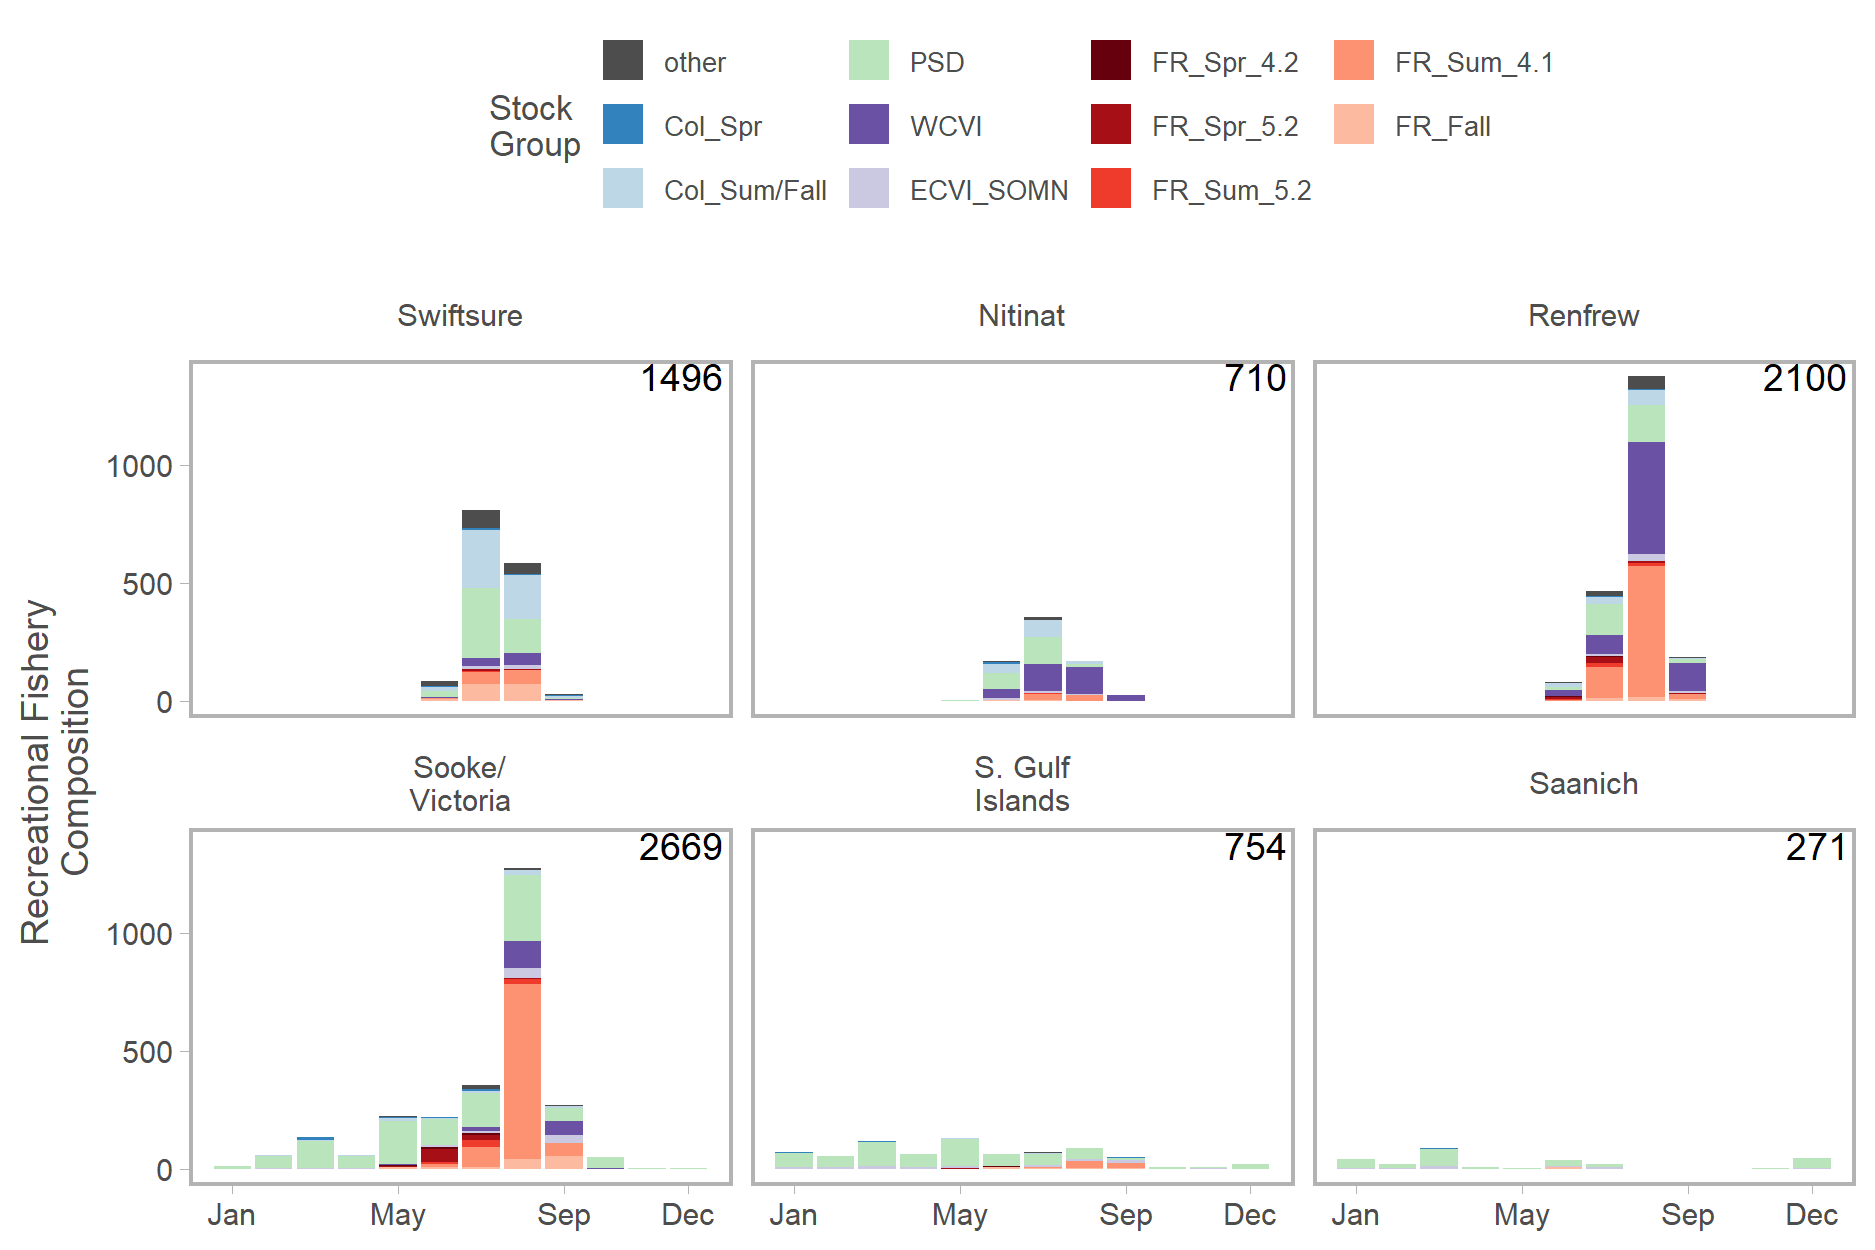 Stock
Group
other
Col_Spr
Col_Sum/Fall
PSD
WCVI
ECVI_SOMN
FR_Spr_4.2
FR_Spr_5.2
FR_Sum_5.2
FR_Sum_4.1
FR_Fall
Swiftsure
Nitinat
Renfrew
1496
710
2100
1000
500
0
Recreational Fishery
Composition
Sooke/
Victoria
S. Gulf
Islands
Saanich
2669
754
271
1000
500
0
Jan
May
Sep
Dec
Jan
May
Sep
Dec
Jan
May
Sep
Dec